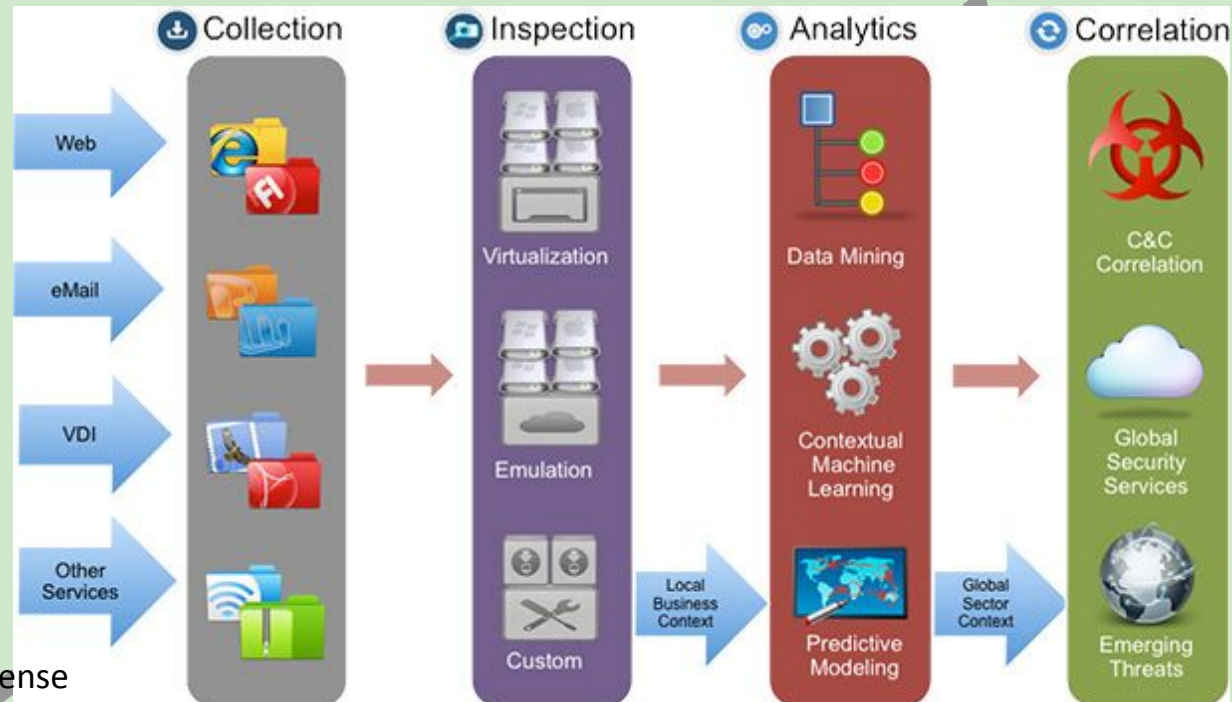 Collection
Inspection
Analytics
Correlation
Web
eMail
VDI
Other
Services
Virtualization
Emulation
Custom
Local
Business
Context
Data Mining
Contextual
Machine
Learning
Predictive
Modeling
Global
Sector
Context
C&C
Correlation
Global
Security
Services
Emerging
Threats
ense